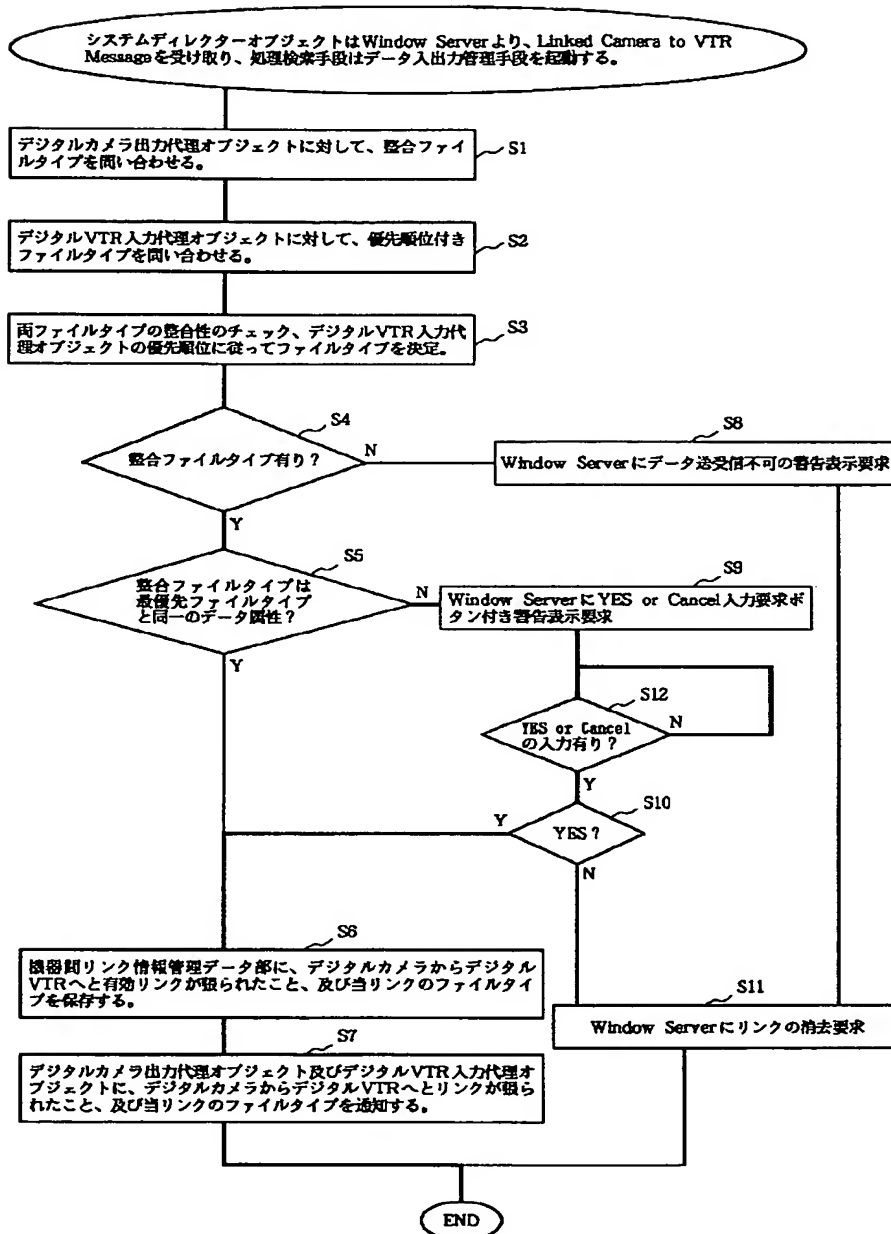 システムディレクターオブジェクトはWindow Serverより、Linked Camera to VTR
Messageを受け取り、処理検索手段はデータ入出力管理手段を起動する。
デジタルカメラ出力代理オブジェクトに対して、整合ファイ
ルタイプを問い合わせる。
S1
デジタルVTR入力代理オブジェクトに対して、優先順位付き
ファイルタイプを問い合わせる。
S2
両ファイルタイプの整合性のチェック、デジタルVTR入力代
理オブジェクトの優先順位に従ってファイルタイプを決定。
S3
S4
整合ファイルタイプ有り？
N
Y
S8
Window Serverにデータ送受信不可の警告表示要求
S5
整合ファイルタイプは
最優先ファイルタイプ
と同一のデータ属性？
N
Y
S9
Window ServerにYES or Cancel入力要求ボ
タン付き警告表示要求
S12
YES or Cancel
の入力有り？
N
Y
S10
YES？
Y
N
S6
機器間リンク情報管理データ部に、デジタルカメラからデジタル
VTRへと有効リンクが張られたこと、及び当リンクのファイルタイ
プを保存する。
S11
Window Serverにリンクの消去要求
S7
デジタルカメラ出力代理オブジェクト及びデジタルVTR入力代理オ
ブジェクトに、デジタルカメラからデジタルVTRへとリンクが張ら
れたこと、及び当リンクのファイルタイプを通知する。
END